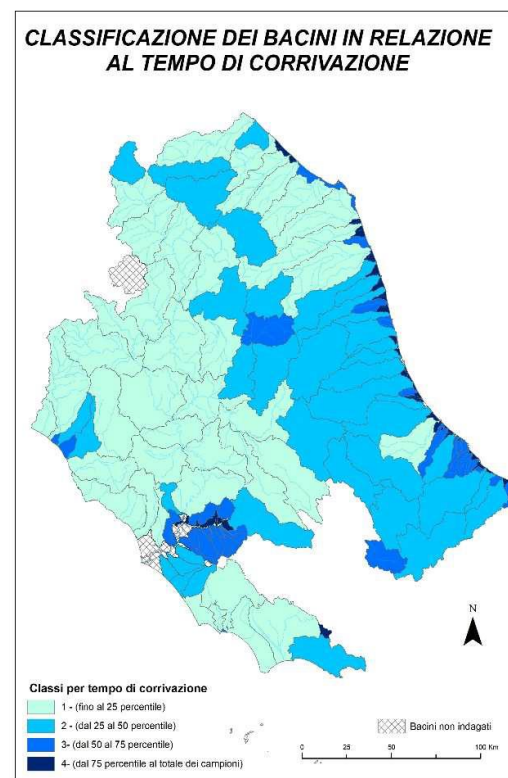 CLASSIFICAZIONE DEI BACINI IN RELAZIONE
AL TEMPO DI CORRIVAZIONE
N
Classi per tempo di corrivazione
1 - (fino al 25 percentile)
2 - (dal 25 al 50 percentile)
3- (dal 50 al 75 percentile)
4- (dal 75 percentile al totale dei campioni)
Bacini non indagati
0 25 50 100 Km